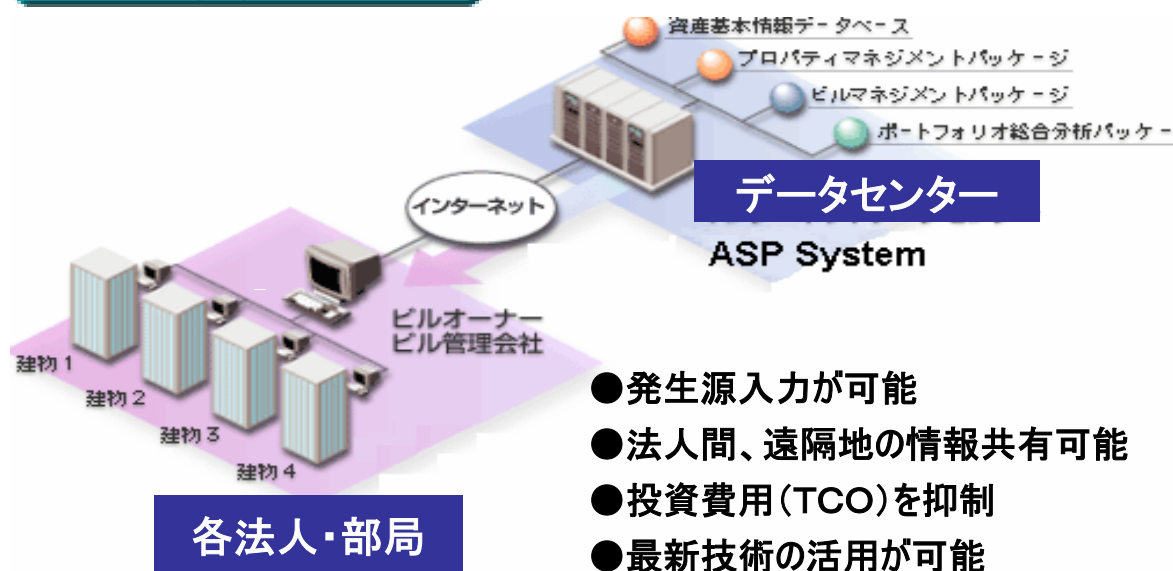 資産基本情報データベース
プロパティマネジメントパッケージ
ビルマネジメントパッケージ
ポートフォリオ総合分析パッケー
データセンター
ASP System
インターネット
ビルオーナー
ビル管理会社
建物1
建物2
建物3
建物4
各法人・部局
●発生源入力が可能
●法人間、遠隔地の情報共有可能
●投資費用(TCO)を抑制
●最新技術の活用が可能